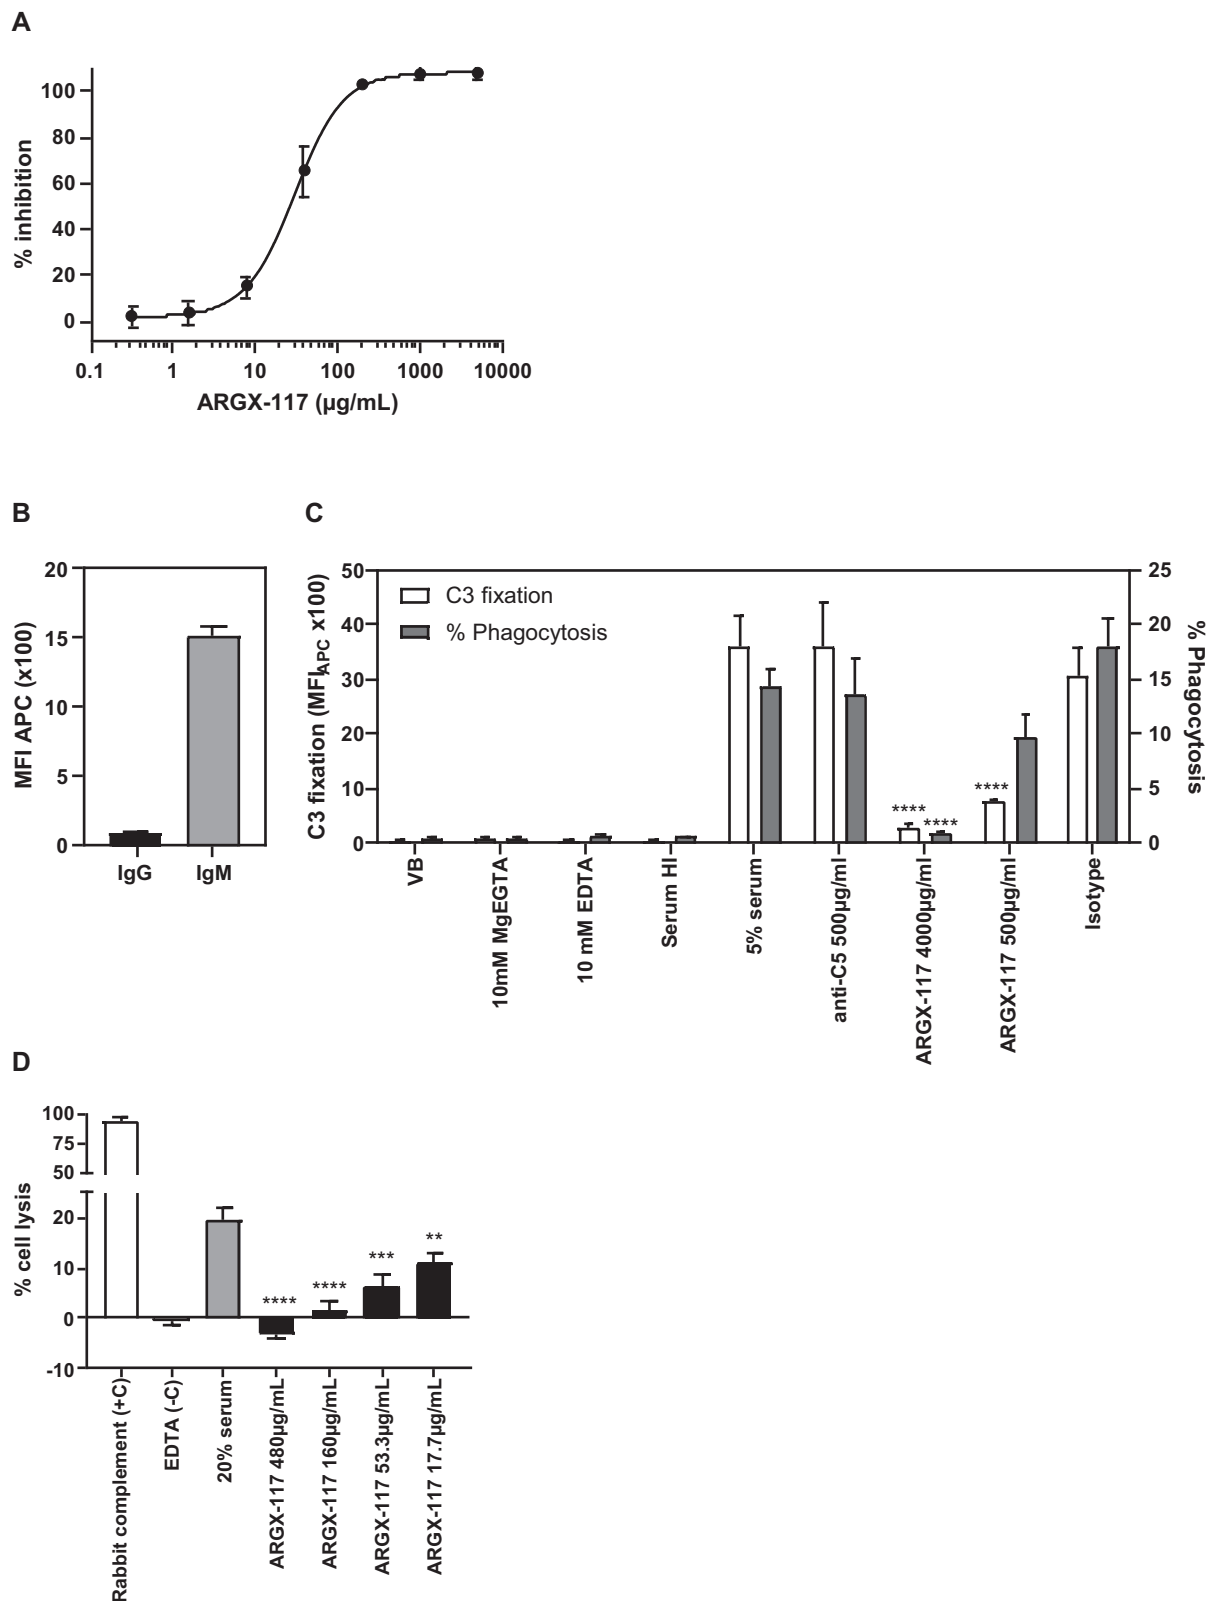 A
100
80
60
40
20
0
% inhibition
0.1 1 10 100 1000 10000
ARGX-117 (µg/mL)
B
20
15
10
5
0
MFI APC (x100)
IgG IgM
C
C3 fixation
% Phagocytosis
50
40
30
20
10
0
C3 fixation (MFI APC x100)
25
20
15
10
5
0
% Phagocytosis
**** **** ****
VB
10mM MgEGTA
10 mM EDTA
Serum HI
5% serum
anti-C5 500µg/ml
ARGX-117 4000µg/ml
ARGX-117 500µg/ml
Isotype
D
100
75
50
20
10
0
-10
% cell lysis
**** **** *** **
Rabbit complement (+C)
EDTA (-C)
20% serum
ARGX-117 480µg/mL
ARGX-117 160µg/mL
ARGX-117 53.3µg/mL
ARGX-117 17.7µg/mL